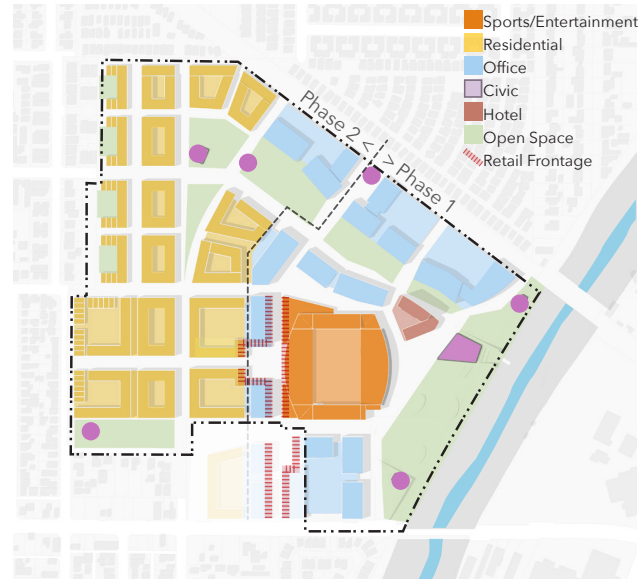 Sports/Entertainment
Residential
Office
Civic
Hotel
Open Space
Retail Frontage
Phase 2 < > Phase 1